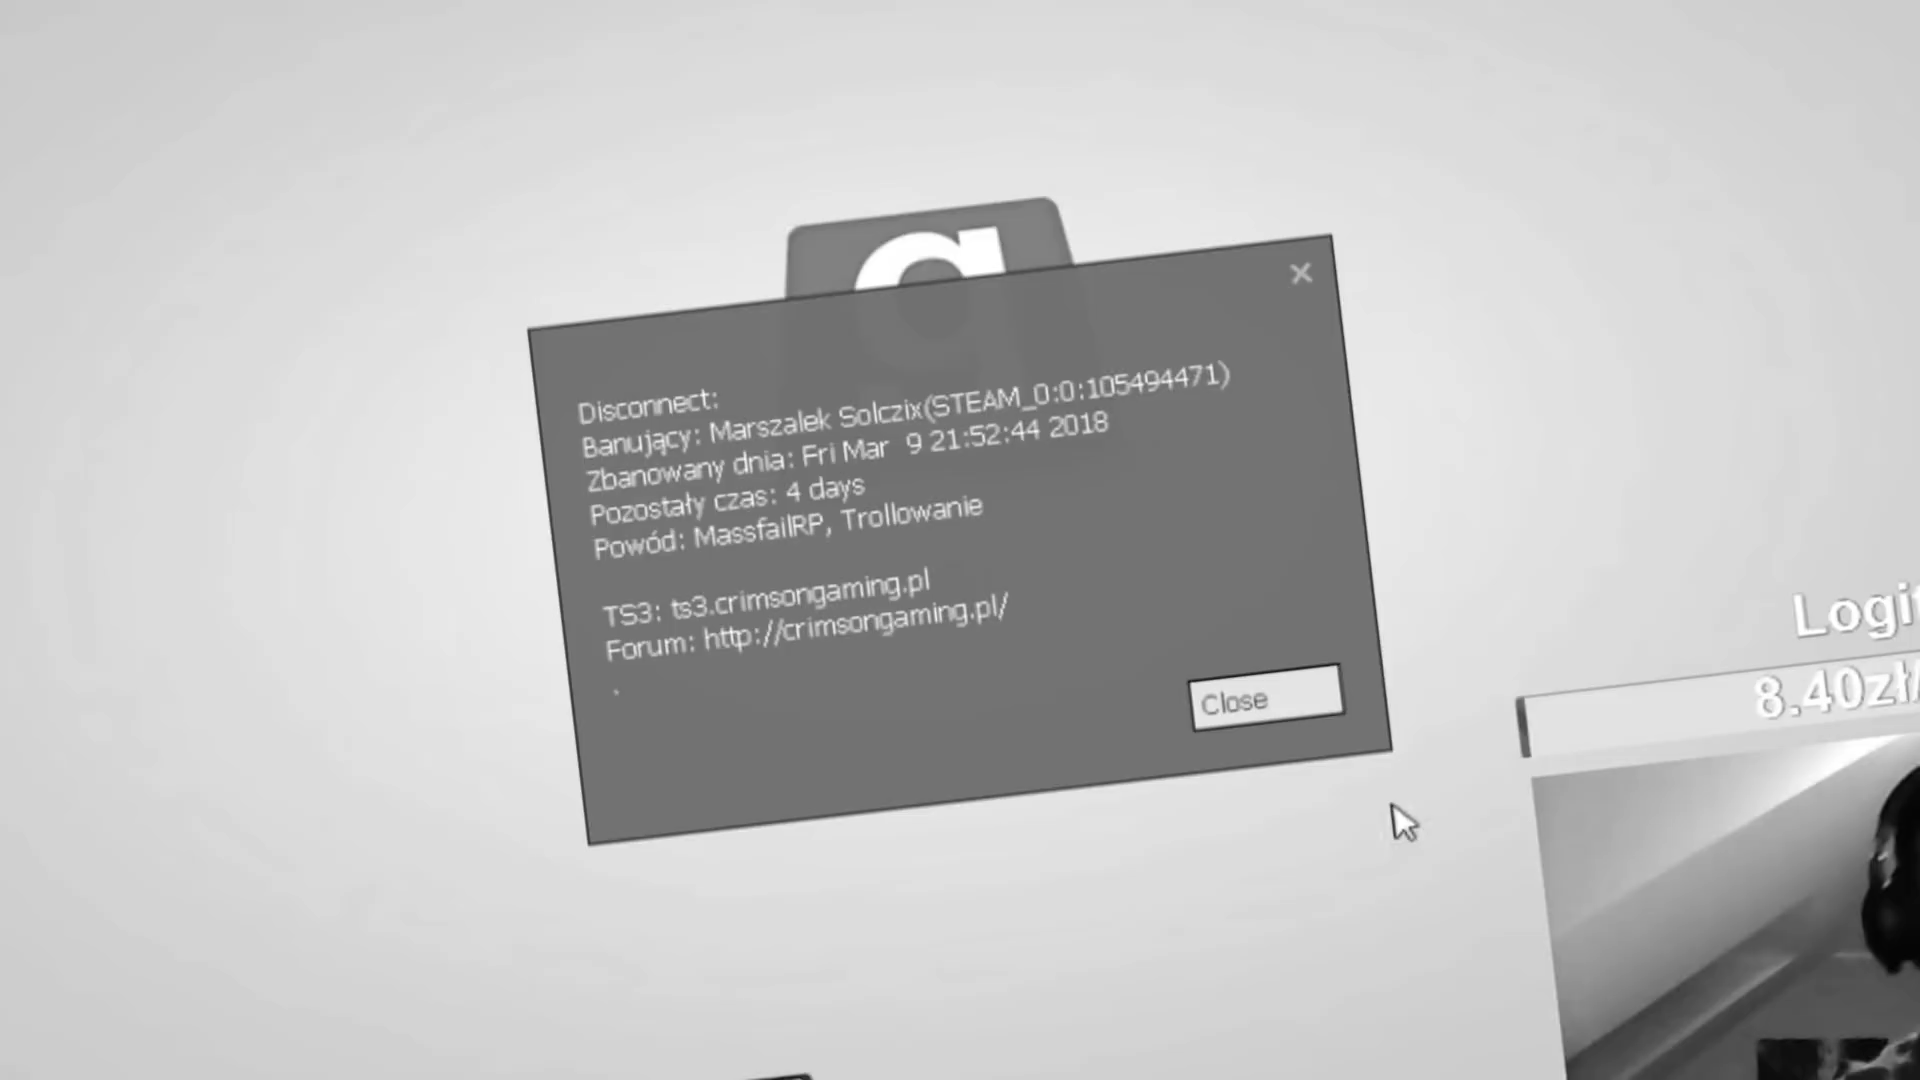 g
Disconnect:
Banujący: Marszalek Solczix(STEAM_0:0:105494471)
Zbanowany dnia: Fri Mar  9 21:52:44 2018
Pozostały czas: 4 days
Powód: MassfailRP, Trollowanie
TS3: ts3.crimsongaming.pl
Forum: http://crimsongaming.pl/
.
Close
Logit
8.40zł/